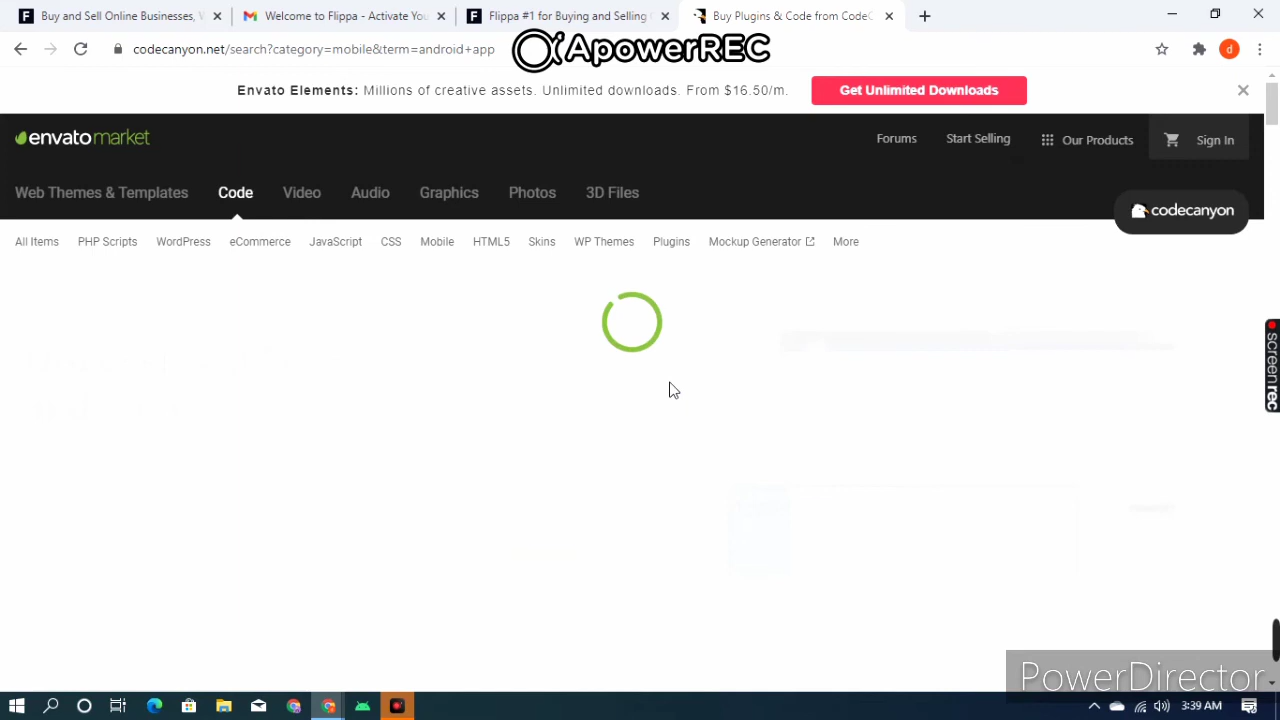 Buy and Sell Online Businesses, W
Welcome to Flippa - Activate You
Flippa #1 for Buying and Selling O
Buy Plugins & Code from CodeC
codecanyon.net/search?category=mobile&term=android+app
ApowerREC
d
Envato Elements: Millions of creative assets. Unlimited downloads. From $16.50/m.
Get Unlimited Downloads
envatomarket
Forums
Start Selling
Our Products
Sign In
Web Themes & Templates
Code
Video
Audio
Graphics
Photos
3D Files
codecanyon
All Items
PHP Scripts
WordPress
eCommerce
JavaScript
CSS
Mobile
HTML5
Skins
WP Themes
Plugins
Mockup Generator
More
screenrec
PowerDirector
3:39 AM